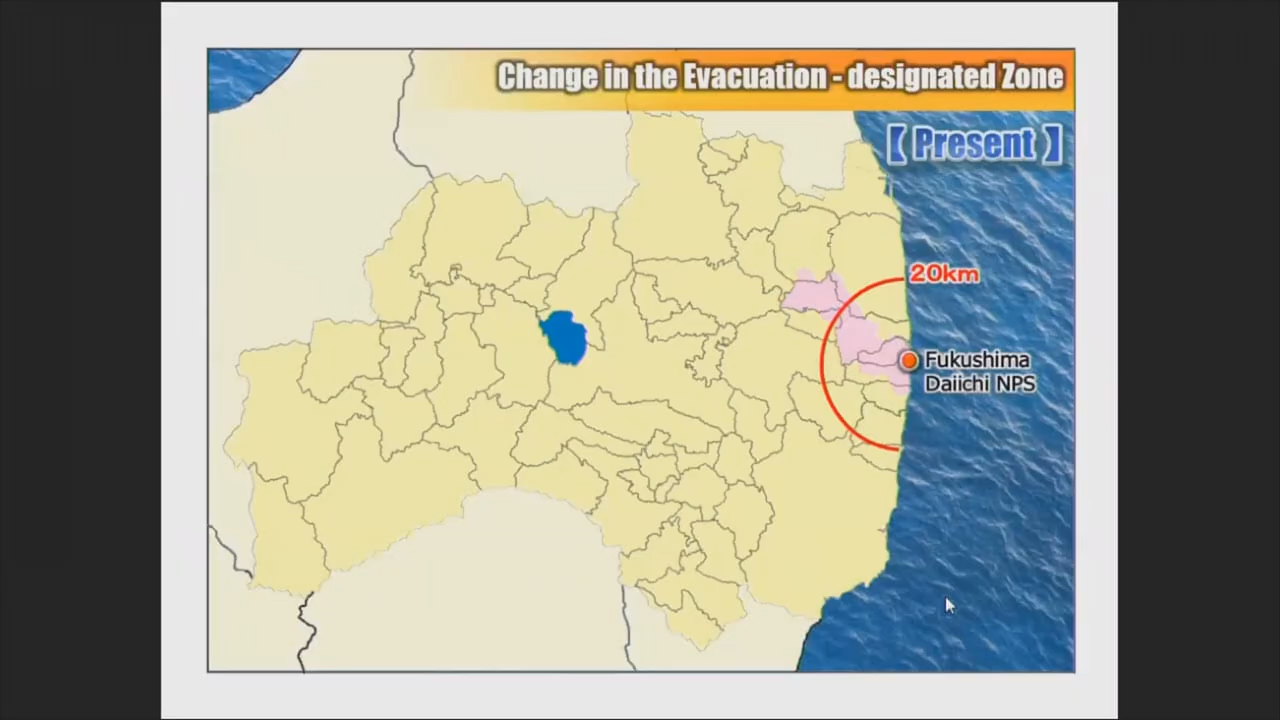 Change in the Evacuation - designated Zone
【 Present 】
20km
Fukushima
Daiichi NPS